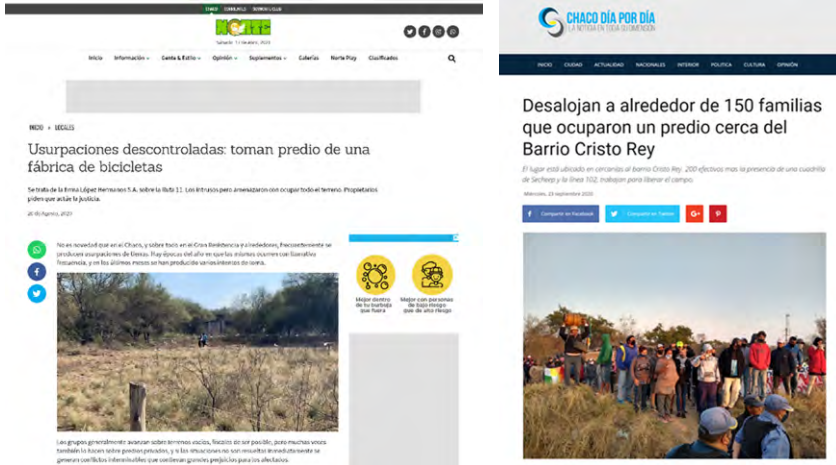 CHACO CORRIENTES FORMOSA CLUB
NORTE
Inicio Información Gente & Estilo Opinión Suplementos Galerías Norte Play Clasificados
INICIO » LOCALES
Usurpaciones descontroladas: toman predio de una
fábrica de bicicletas
Se trata de la firma López Hermanos S.A. sobre la Ruta 11. Los intrusos pero amenazaron con ocupar todo el terreno. Propietarios
piden que actúe la Justicia.
No es novedad que en el Chaco, y sobre todo en el Gran Resistencia y alrededores, frecuentemente se
producen usurpaciones de tierras. Hay épocas del año en que las mismas ocurren con llamativa
frecuencia, y en los últimos meses se han producido varios intentos de toma.
Mejor dentro
de tu burbuja
que fuera
Mejor con personas
de bajo riesgo
que de alto riesgo
Los grupos generalmente avanzan sobre terrenos vacíos, fiscales de ser posible, pero muchas veces
también lo hacen sobre predios privados, y si las situaciones no son resueltas inmediatamente se
generan conflictos interminables que conllevan grandes perjuicios para los afectados.
CHACO DÍA POR DÍA
LA NOTICIA EN TODA SU DIMENSIÓN
INICIO CIUDAD ACTUALIDAD NACIONALES INTERIOR POLITICA CULTURA OPINIÓN
Desalojan a alrededor de 150 familias
que ocuparon un predio cerca del
Barrio Cristo Rey
El lugar está ubicado en cercanías al barrio Cristo Rey. 200 efectivos mas la presencia de una cuadrilla
de Secheep y la línea 102, trabajan para liberar el campo.
Miércoles, 23 septiembre 2020
Compartir en Facebook
Compartir en Twitter